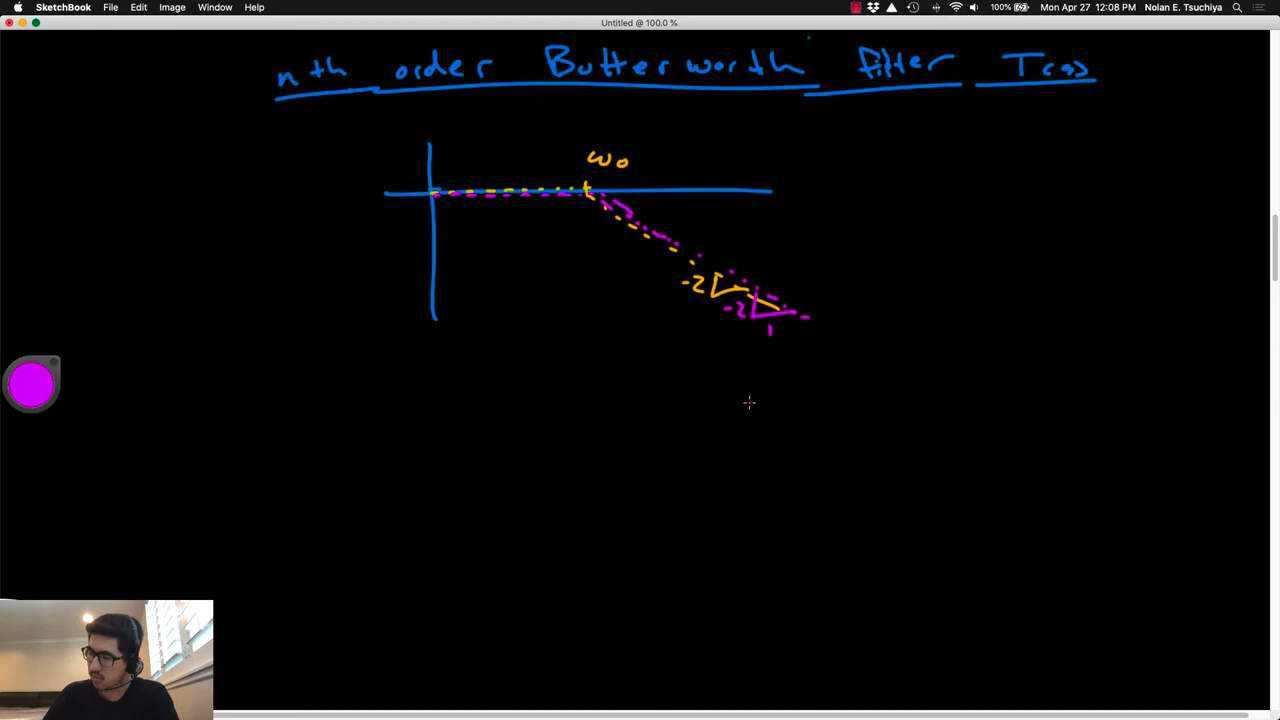 SketchBook File Edit Image Window Help 100% Mon Apr 27 12:08 PM Nolan E. Tsuchiya
Untitled @ 100.0 %
nth order Butterworth filter T(s)
ω₀
-2
-2
1